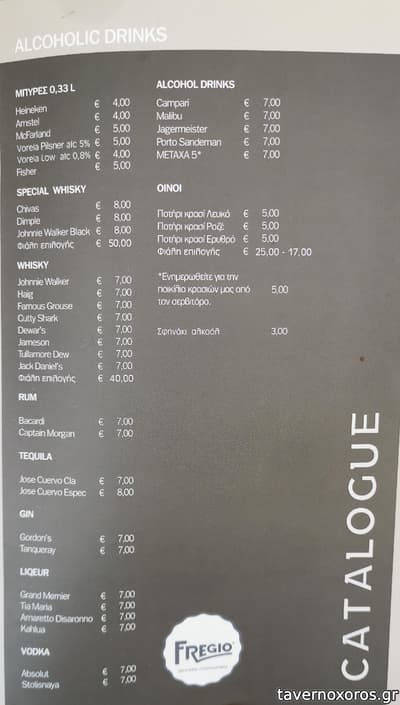 ALCOHOLIC DRINKS
ΜΠΥΡΕΣ 0,33 L
Heineken € 4,00
Amstel € 4,00
McFarland € 5,00
Voreia Pilsner alc 5% € 5,00
Voreia Low alc 0,8% € 4,00
Fisher € 5,00
SPECIAL WHISKY
Chivas € 8,00
Dimple € 8,00
Johnnie Walker Black € 8,00
Φιάλη επιλογής € 50,00
WHISKY
Johnnie Walker € 7,00
Haig € 7,00
Famous Grouse € 7,00
Cutty Shark € 7,00
Dewar's € 7,00
Jameson € 7,00
Tullamore Dew € 7,00
Jack Daniel's € 7,00
Φιάλη επιλογής € 40,00
RUM
Bacardi € 7,00
Captain Morgan € 7,00
TEQUILA
Jose Cuervo Cla € 7,00
Jose Cuervo Espec € 8,00
GIN
Gordon's € 7,00
Tanqueray € 7,00
LIQEUR
Grand Mernier € 7,00
Tia Maria € 7,00
Amaretto Disaronno € 7,00
Kahlua € 7,00
VODKA
Absolut € 7,00
Stolisnaya € 7,00
ALCOHOL DRINKS
Campari € 7,00
Malibu € 7,00
Jagermeister € 7,00
Porto Sandeman € 7,00
METAXA 5* € 7,00
ΟΙΝΟΙ
Ποτήρι κρασί Λευκό € 5,00
Ποτήρι κρασί Ροζέ € 5,00
Ποτήρι κρασί Ερυθρό € 5,00
Φιάλη επιλογής € 25,00 - 17,00
*Ενημερωθείτε για την
ποικιλία κρασιών μας από 5,00
τον σερβιτόρο.
Σφηνάκι αλκοόλ 3,00
CATALOGUE
FREGIO
tavernoxoros.gr